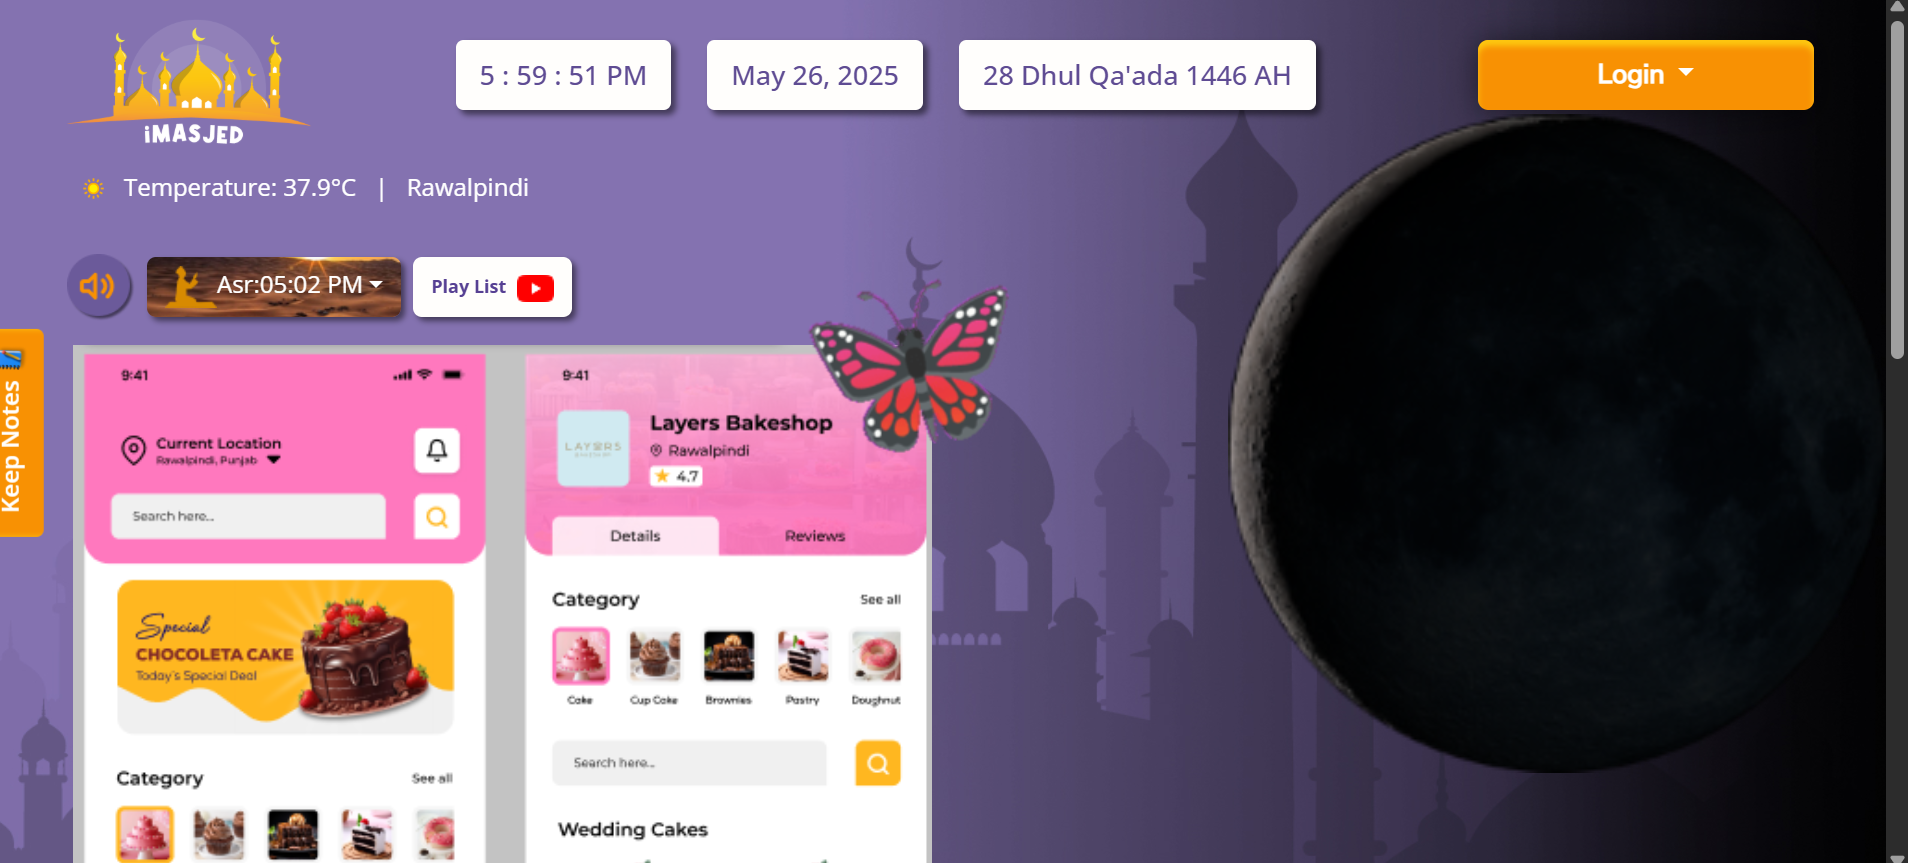 iMASJED
5 : 59 : 51 PM
May 26, 2025
28 Dhul Qa'ada 1446 AH
Login
Temperature: 37.9°C | Rawalpindi
Asr:05:02 PM
Play List
Keep Notes
9:41
Current Location
Rawalpindi, Punjab
Search here...
Special
CHOCOLETA CAKE
Today's Special Deal
Category
See all
9:41
LAYERS
Layers Bakeshop
Rawalpindi
4.7
Details
Reviews
Category
See all
Cake
Cup Cake
Brownies
Pastry
Doughnut
Search here...
Wedding Cakes